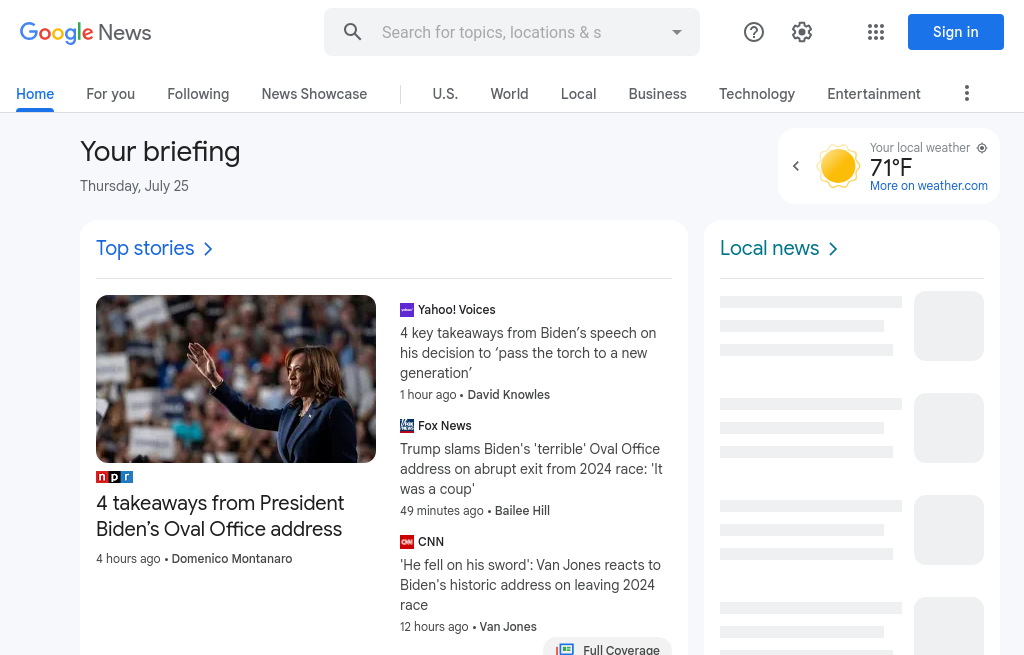 Google News
Search for topics, locations & s
Sign in
Home
For you
Following
News Showcase
U.S.
World
Local
Business
Technology
Entertainment
Your briefing
Thursday, July 25
Your local weather
71°F
More on weather.com
Top stories
npr
4 takeaways from President
Biden’s Oval Office address
4 hours ago • Domenico Montanaro
Yahoo! Voices
4 key takeaways from Biden’s speech on
his decision to ‘pass the torch to a new
generation’
1 hour ago • David Knowles
Fox News
Trump slams Biden's 'terrible' Oval Office
address on abrupt exit from 2024 race: 'It
was a coup'
49 minutes ago • Bailee Hill
CNN
'He fell on his sword': Van Jones reacts to
Biden's historic address on leaving 2024
race
12 hours ago • Van Jones
Full Coverage
Local news